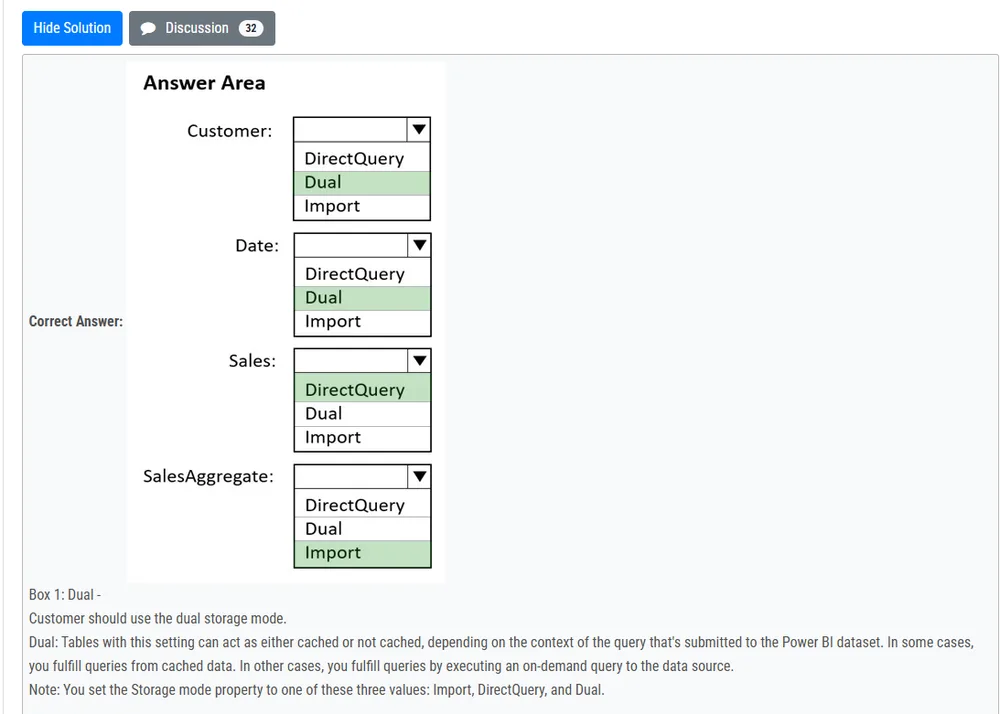 Hide Solution
Discussion 32
Answer Area
Customer:
DirectQuery
Dual
Import
Date:
DirectQuery
Dual
Import
Correct Answer:
Sales:
DirectQuery
Dual
Import
SalesAggregate:
DirectQuery
Dual
Import
Box 1: Dual -
Customer should use the dual storage mode.
Dual: Tables with this setting can act as either cached or not cached, depending on the context of the query that's submitted to the Power BI dataset. In some cases,
you fulfill queries from cached data. In other cases, you fulfill queries by executing an on-demand query to the data source.
Note: You set the Storage mode property to one of these three values: Import, DirectQuery, and Dual.